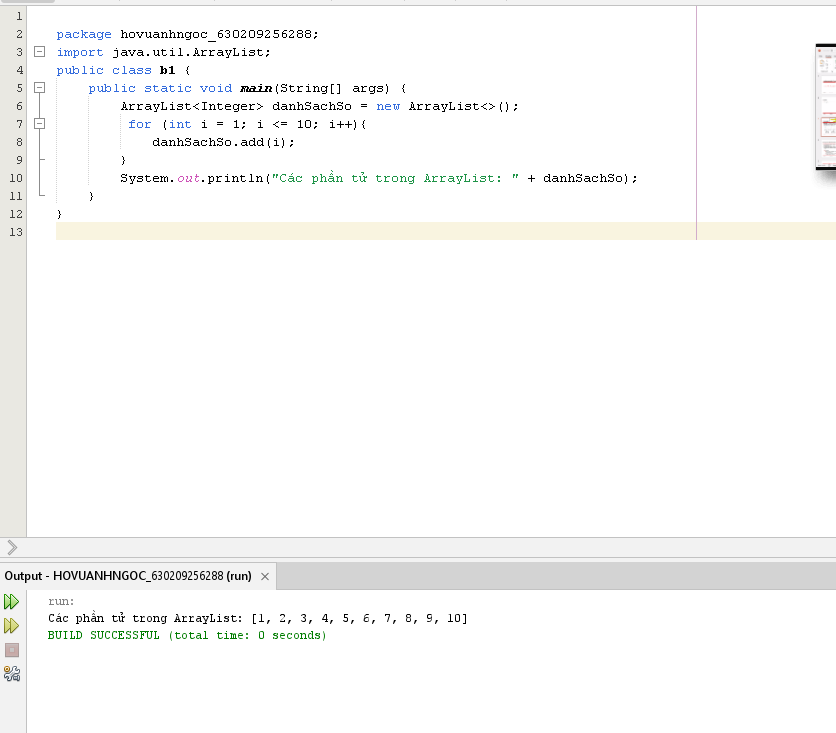 1
2 package hovuanhngoc_630209256288;
3 import java.util.ArrayList;
4 public class b1 {
5 public static void main(String[] args) {
6 ArrayList<Integer> danhSachSo = new ArrayList<>();
7 for (int i = 1; i <= 10; i++){
8 danhSachSo.add(i);
9 }
10 System.out.println("Các phần tử trong ArrayList: " + danhSachSo);
11 }
12 }
13
Output - HOVUANHNGOC_630209256288 (run)
run:
Các phần tử trong ArrayList: [1, 2, 3, 4, 5, 6, 7, 8, 9, 10]
BUILD SUCCESSFUL (total time: 0 seconds)